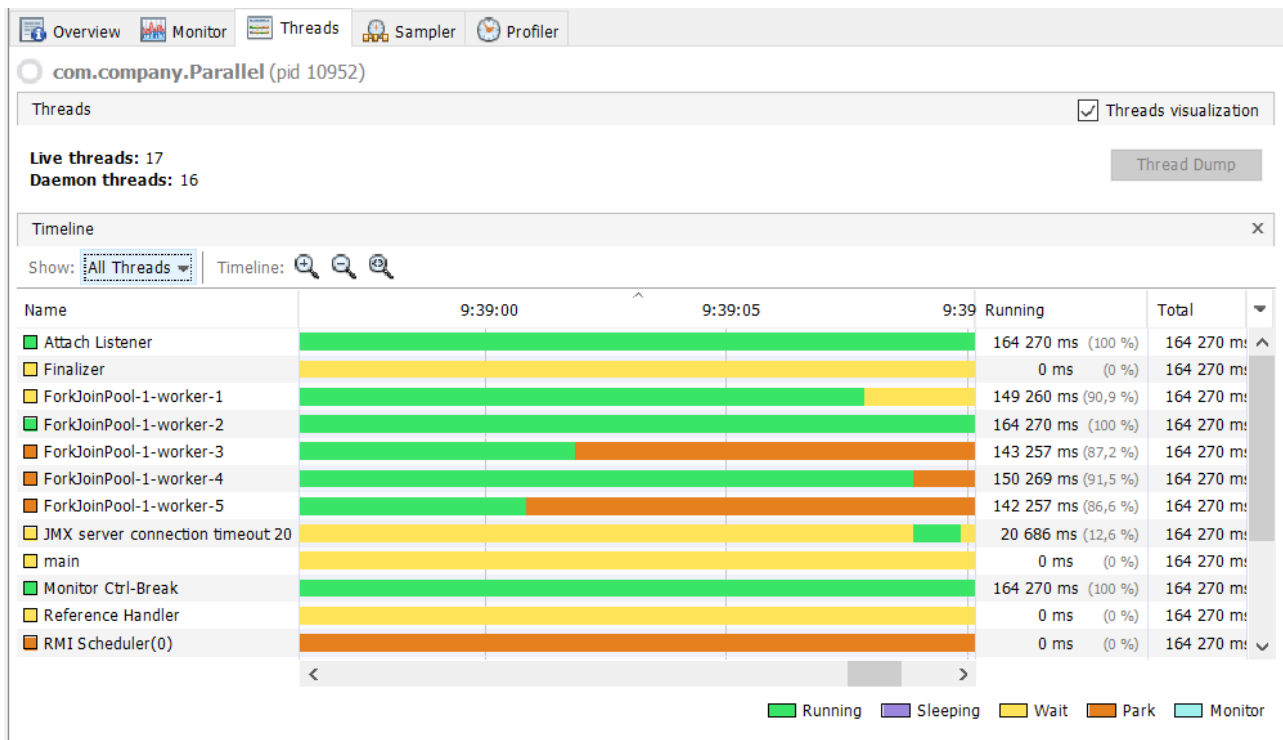 Overview Monitor Threads Sampler Profiler
com.company.Parallel (pid 10952)
Threads Threads visualization
Live threads: 17
Daemon threads: 16
Thread Dump
Timeline x
Show: All Threads Timeline:
Name 9:39:00 9:39:05 9:39 Running Total
Attach Listener 164 270 ms (100 %) 164 270 ms
Finalizer 0 ms (0 %) 164 270 ms
ForkJoinPool-1-worker-1 149 260 ms (90,9 %) 164 270 ms
ForkJoinPool-1-worker-2 164 270 ms (100 %) 164 270 ms
ForkJoinPool-1-worker-3 143 257 ms (87,2 %) 164 270 ms
ForkJoinPool-1-worker-4 150 269 ms (91,5 %) 164 270 ms
ForkJoinPool-1-worker-5 142 257 ms (86,6 %) 164 270 ms
JMX server connection timeout 20 20 686 ms (12,6 %) 164 270 ms
main 0 ms (0 %) 164 270 ms
Monitor Ctrl-Break 164 270 ms (100 %) 164 270 ms
Reference Handler 0 ms (0 %) 164 270 ms
RMI Scheduler(0) 0 ms (0 %) 164 270 ms
Running Sleeping Wait Park Monitor